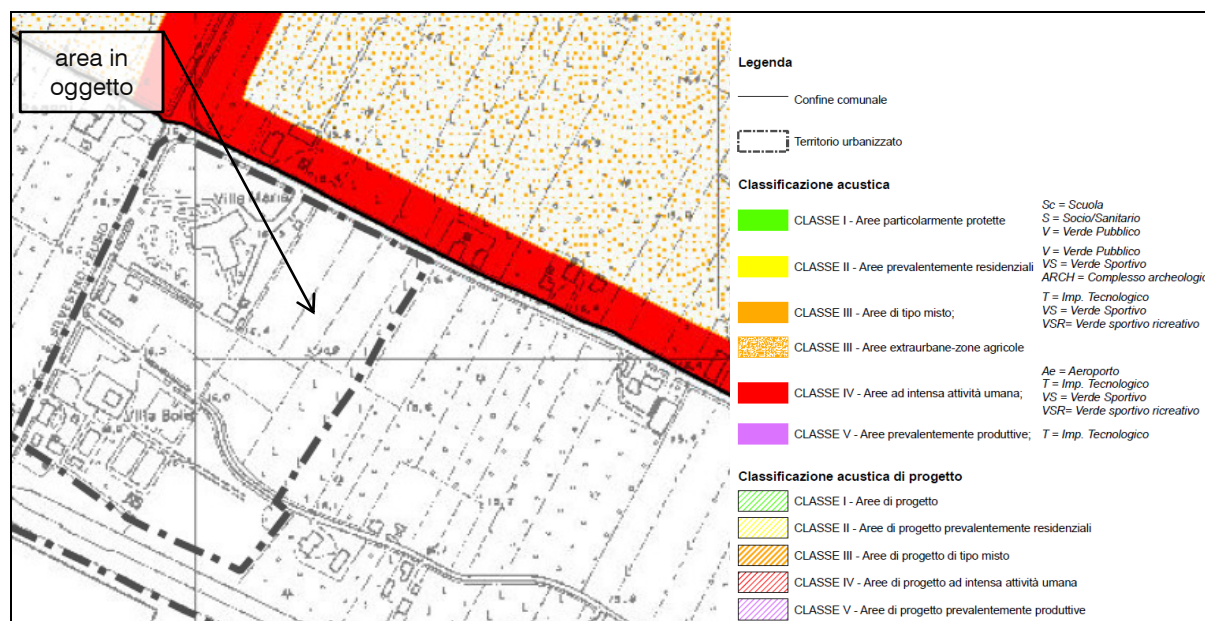 area in
oggetto
Villa Maria
Villa Bole
Legenda
Confine comunale
Territorio urbanizzato
Classificazione acustica
CLASSE I - Aree particolarmente protette
Sc = Scuola
S = Socio/Sanitario
V = Verde Pubblico
CLASSE II - Aree prevalentemente residenziali
V = Verde Pubblico
VS = Verde Sportivo
ARCH = Complesso archeologic
CLASSE III - Aree di tipo misto;
T = Imp. Tecnologico
VS = Verde Sportivo
VSR= Verde sportivo ricreativo
CLASSE III - Aree extraurbane-zone agricole
CLASSE IV - Aree ad intensa attività umana;
Ae = Aeroporto
T = Imp. Tecnologico
VS = Verde Sportivo
VSR= Verde sportivo ricreativo
CLASSE V - Aree prevalentemente produttive;
T = Imp. Tecnologico
Classificazione acustica di progetto
CLASSE I - Aree di progetto
CLASSE II - Aree di progetto prevalentemente residenziali
CLASSE III - Aree di progetto di tipo misto
CLASSE IV - Aree di progetto ad intensa attività umana
CLASSE V - Aree di progetto prevalentemente produttive